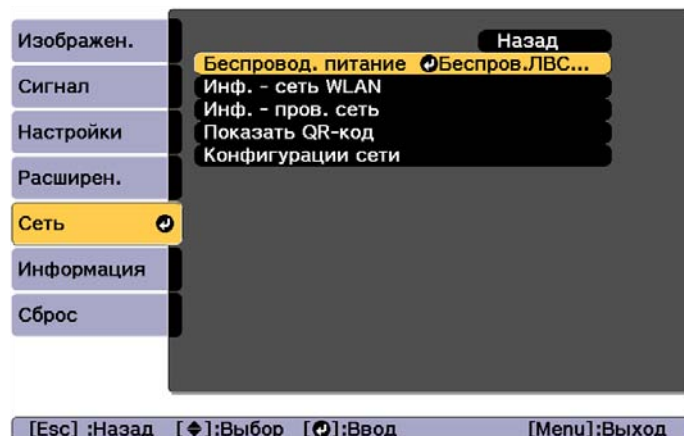 Изображен.
Сигнал
Настройки
Расширен.
Сеть
Информация
Сброс
Назад
Беспровод. питание Беспров.ЛВС...
Инф. - сеть WLAN
Инф. - пров. сеть
Показать QR-код
Конфигурации сети
[Esc] :Назад [◆]:Выбор [↵]:Ввод [Menu]:Выход